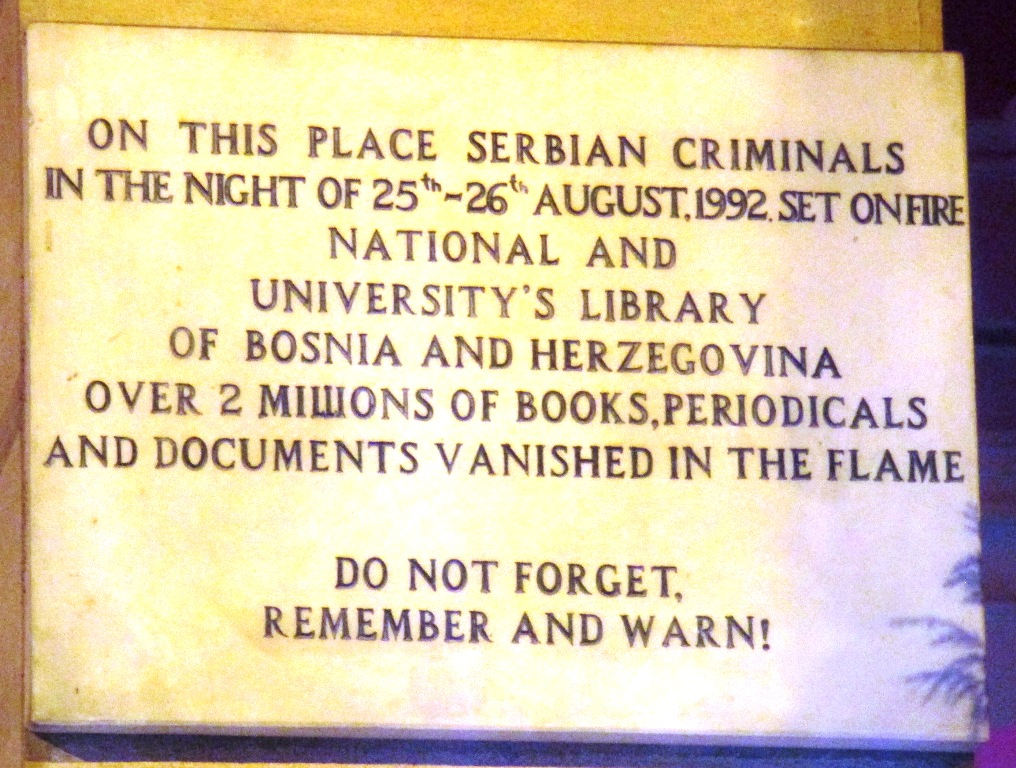 ON THIS PLACE SERBIAN CRIMINALS
IN THE NIGHT OF 25th-26th AUGUST,1992. SET ON FIRE
NATIONAL AND
UNIVERSITY'S LIBRARY
OF BOSNIA AND HERZEGOVINA
OVER 2 MILLIONS OF BOOKS,PERIODICALS
AND DOCUMENTS VANISHED IN THE FLAME
DO NOT FORGET,
REMEMBER AND WARN!